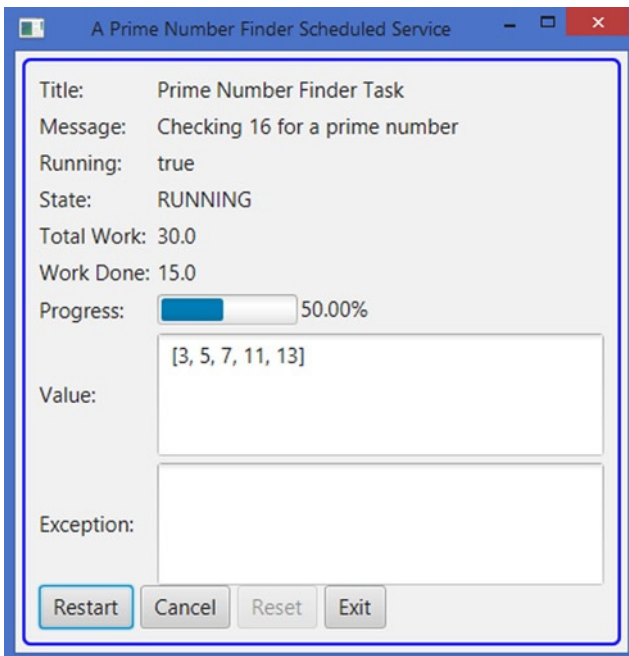 A Prime Number Finder Scheduled Service
Title: Prime Number Finder Task
Message: Checking 16 for a prime number
Running: true
State: RUNNING
Total Work: 30.0
Work Done: 15.0
Progress: 50.00%
Value: [3, 5, 7, 11, 13]
Exception:
Restart Cancel Reset Exit